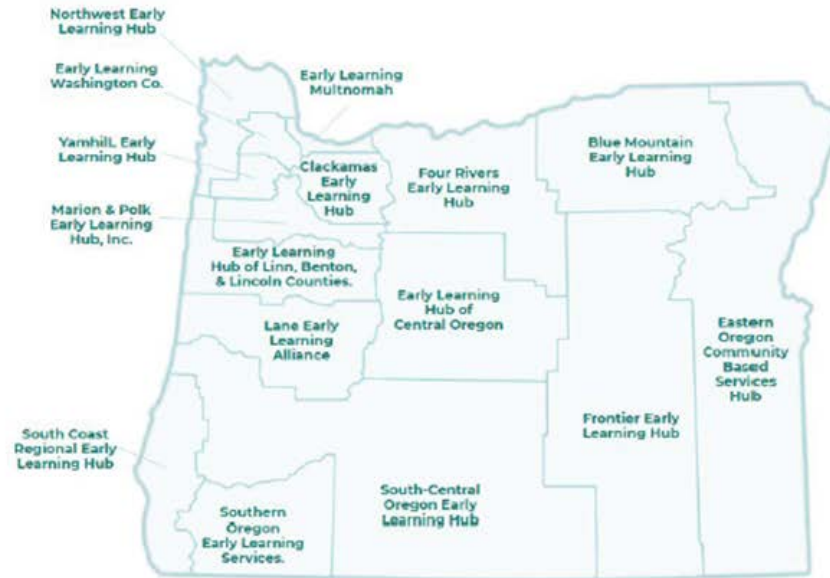 Northwest Early
Learning Hub
Early Learning
Washington Co.
Early Learning
Multnomah
Yamhill Early
Learning Hub
Clackamas
Early
Learning
Hub
Four Rivers
Early Learning
Hub
Blue Mountain
Early Learning
Hub
Marion & Polk
Early Learning
Hub, Inc.
Early Learning
Hub of Linn, Benton,
& Lincoln Counties.
Early Learning
Hub of
Central Oregon
Lane Early
Learning
Alliance
Eastern
Oregon
Community
Based
Services
Hub
Frontier Early
Learning Hub
South Coast
Regional Early
Learning Hub
South-Central
Oregon Early
Learning Hub
Southern
Oregon
Early Learning
Services.